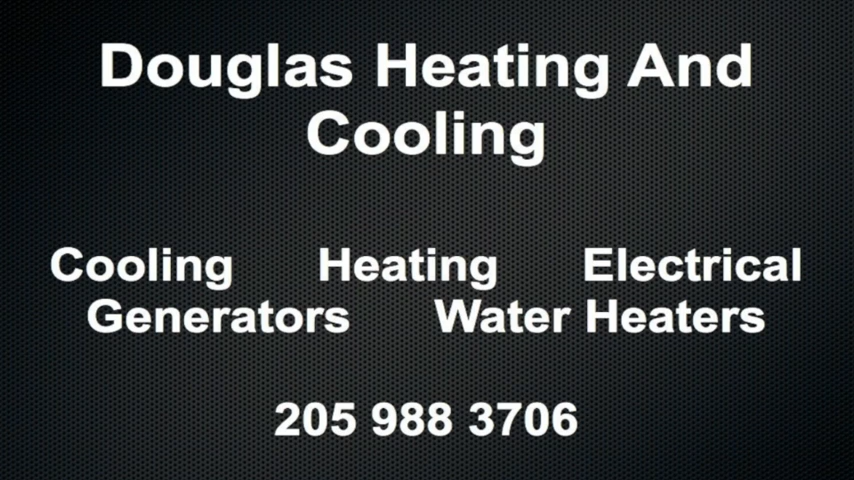 Douglas Heating And
Cooling
Cooling Heating Electrical
Generators Water Heaters
205 988 3706